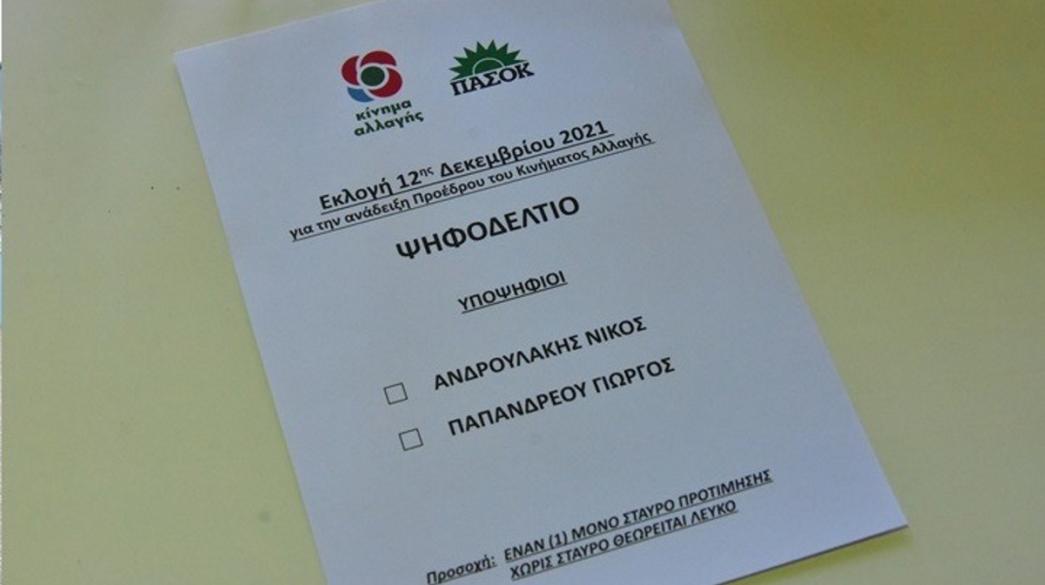 κίνημα
αλλαγής
ΠΑΣΟΚ
Εκλογή 12ης Δεκεμβρίου 2021
για την ανάδειξη Προέδρου του Κινήματος Αλλαγής
ΨΗΦΟΔΕΛΤΙΟ
ΥΠΟΨΗΦΙΟΙ
ΑΝΔΡΟΥΛΑΚΗΣ ΝΙΚΟΣ
ΠΑΠΑΝΔΡΕΟΥ ΓΙΩΡΓΟΣ
Προσοχή: ΕΝΑΝ (1) ΜΟΝΟ ΣΤΑΥΡΟ ΠΡΟΤΙΜΗΣΗΣ
ΧΩΡΙΣ ΣΤΑΥΡΟ ΘΕΩΡΕΙΤΑΙ ΛΕΥΚΟ